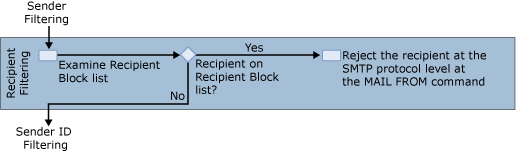 Sender
Filtering
Recipient
Filtering
Examine Recipient
Block list
Yes
Recipient on
Recipient Block
list?
No
Reject the recipient at the
SMTP protocol level at
the MAIL FROM command
Sender ID
Filtering